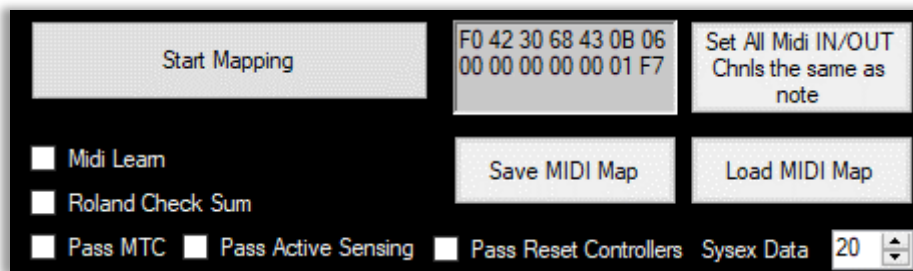 Start Mapping
F0 42 30 68 43 0B 06
00 00 00 00 00 01 F7
Set All Midi IN/OUT
Chnls the same as
note
Midi Learn
Save MIDI Map
Load MIDI Map
Roland Check Sum
Pass MTC
Pass Active Sensing
Pass Reset Controllers
Sysex Data
20